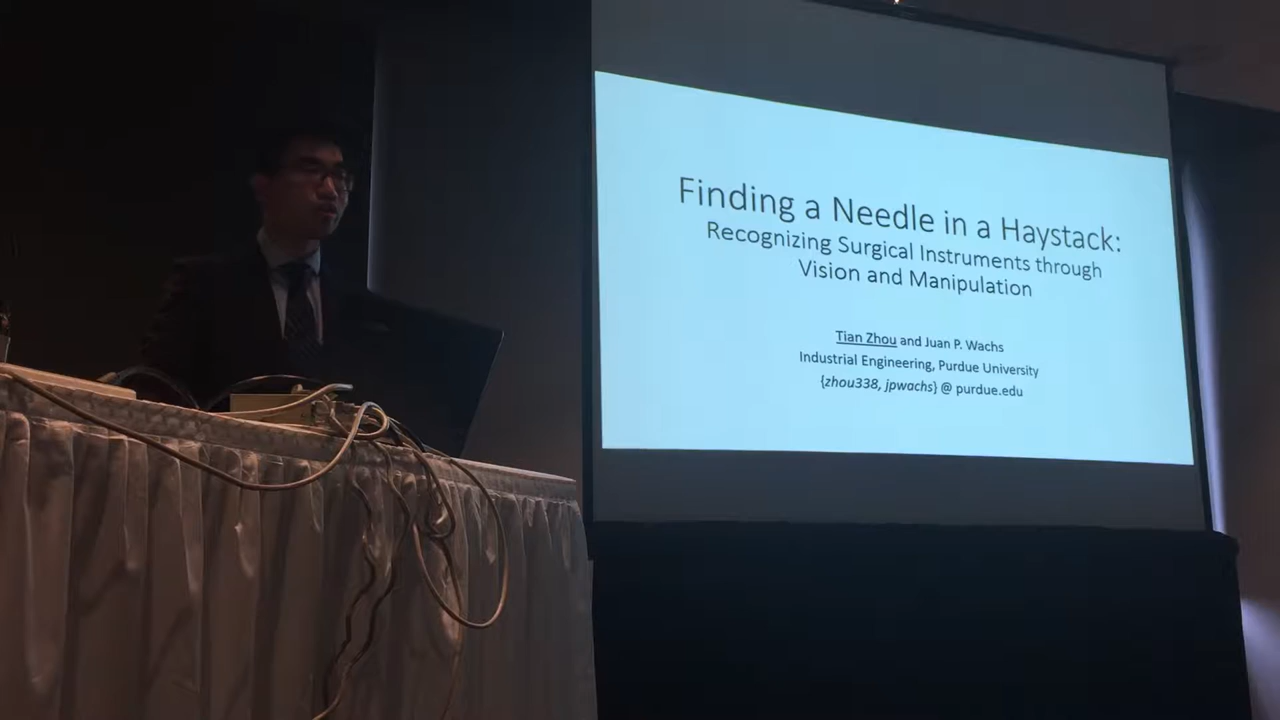 Finding a Needle in a Haystack:
Recognizing Surgical Instruments through
Vision and Manipulation
Tian Zhou and Juan P. Wachs
Industrial Engineering, Purdue University
{zhou338, jpwachs} @ purdue.edu